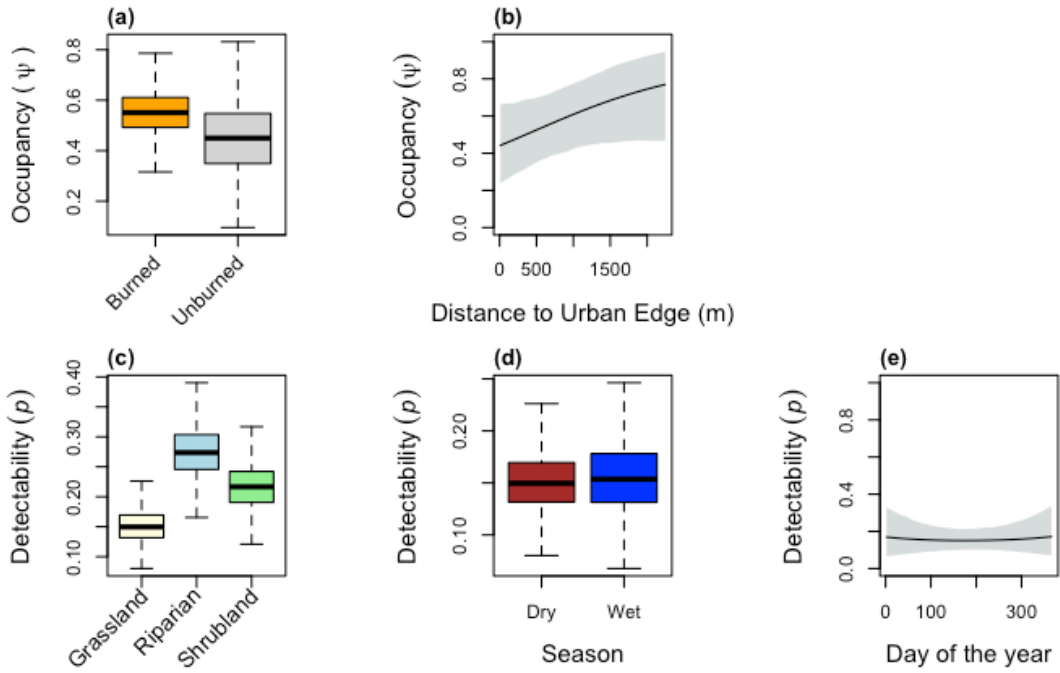 (a)
Occupancy ( ψ )
0.8
0.6
0.4
0.2
Burned
Unburned
(b)
Occupancy (ψ)
0.8
0.4
0.0
0 500 1500
Distance to Urban Edge (m)
(c)
Detectability (p)
0.40
0.30
0.20
0.10
Grassland
Riparian
Shrubland
(d)
Detectability (p)
0.20
0.10
Dry Wet
Season
(e)
Detectability (p)
0.8
0.4
0.0
0 100 300
Day of the year